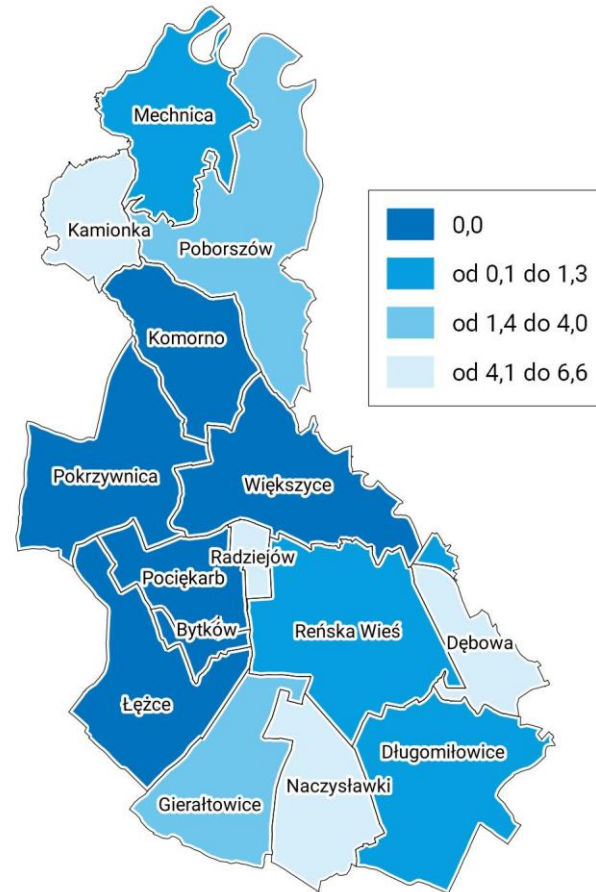 Mechnica
Kamionka
Poborszów
0,0
od 0,1 do 1,3
od 1,4 do 4,0
od 4,1 do 6,6
Komorno
Pokrzywnica
Większyce
Radziejów
Pociękarb
Bytków
Reńska Wieś
Dębowa
Łężce
Długomiłowice
Naczysławki
Gierałtowice